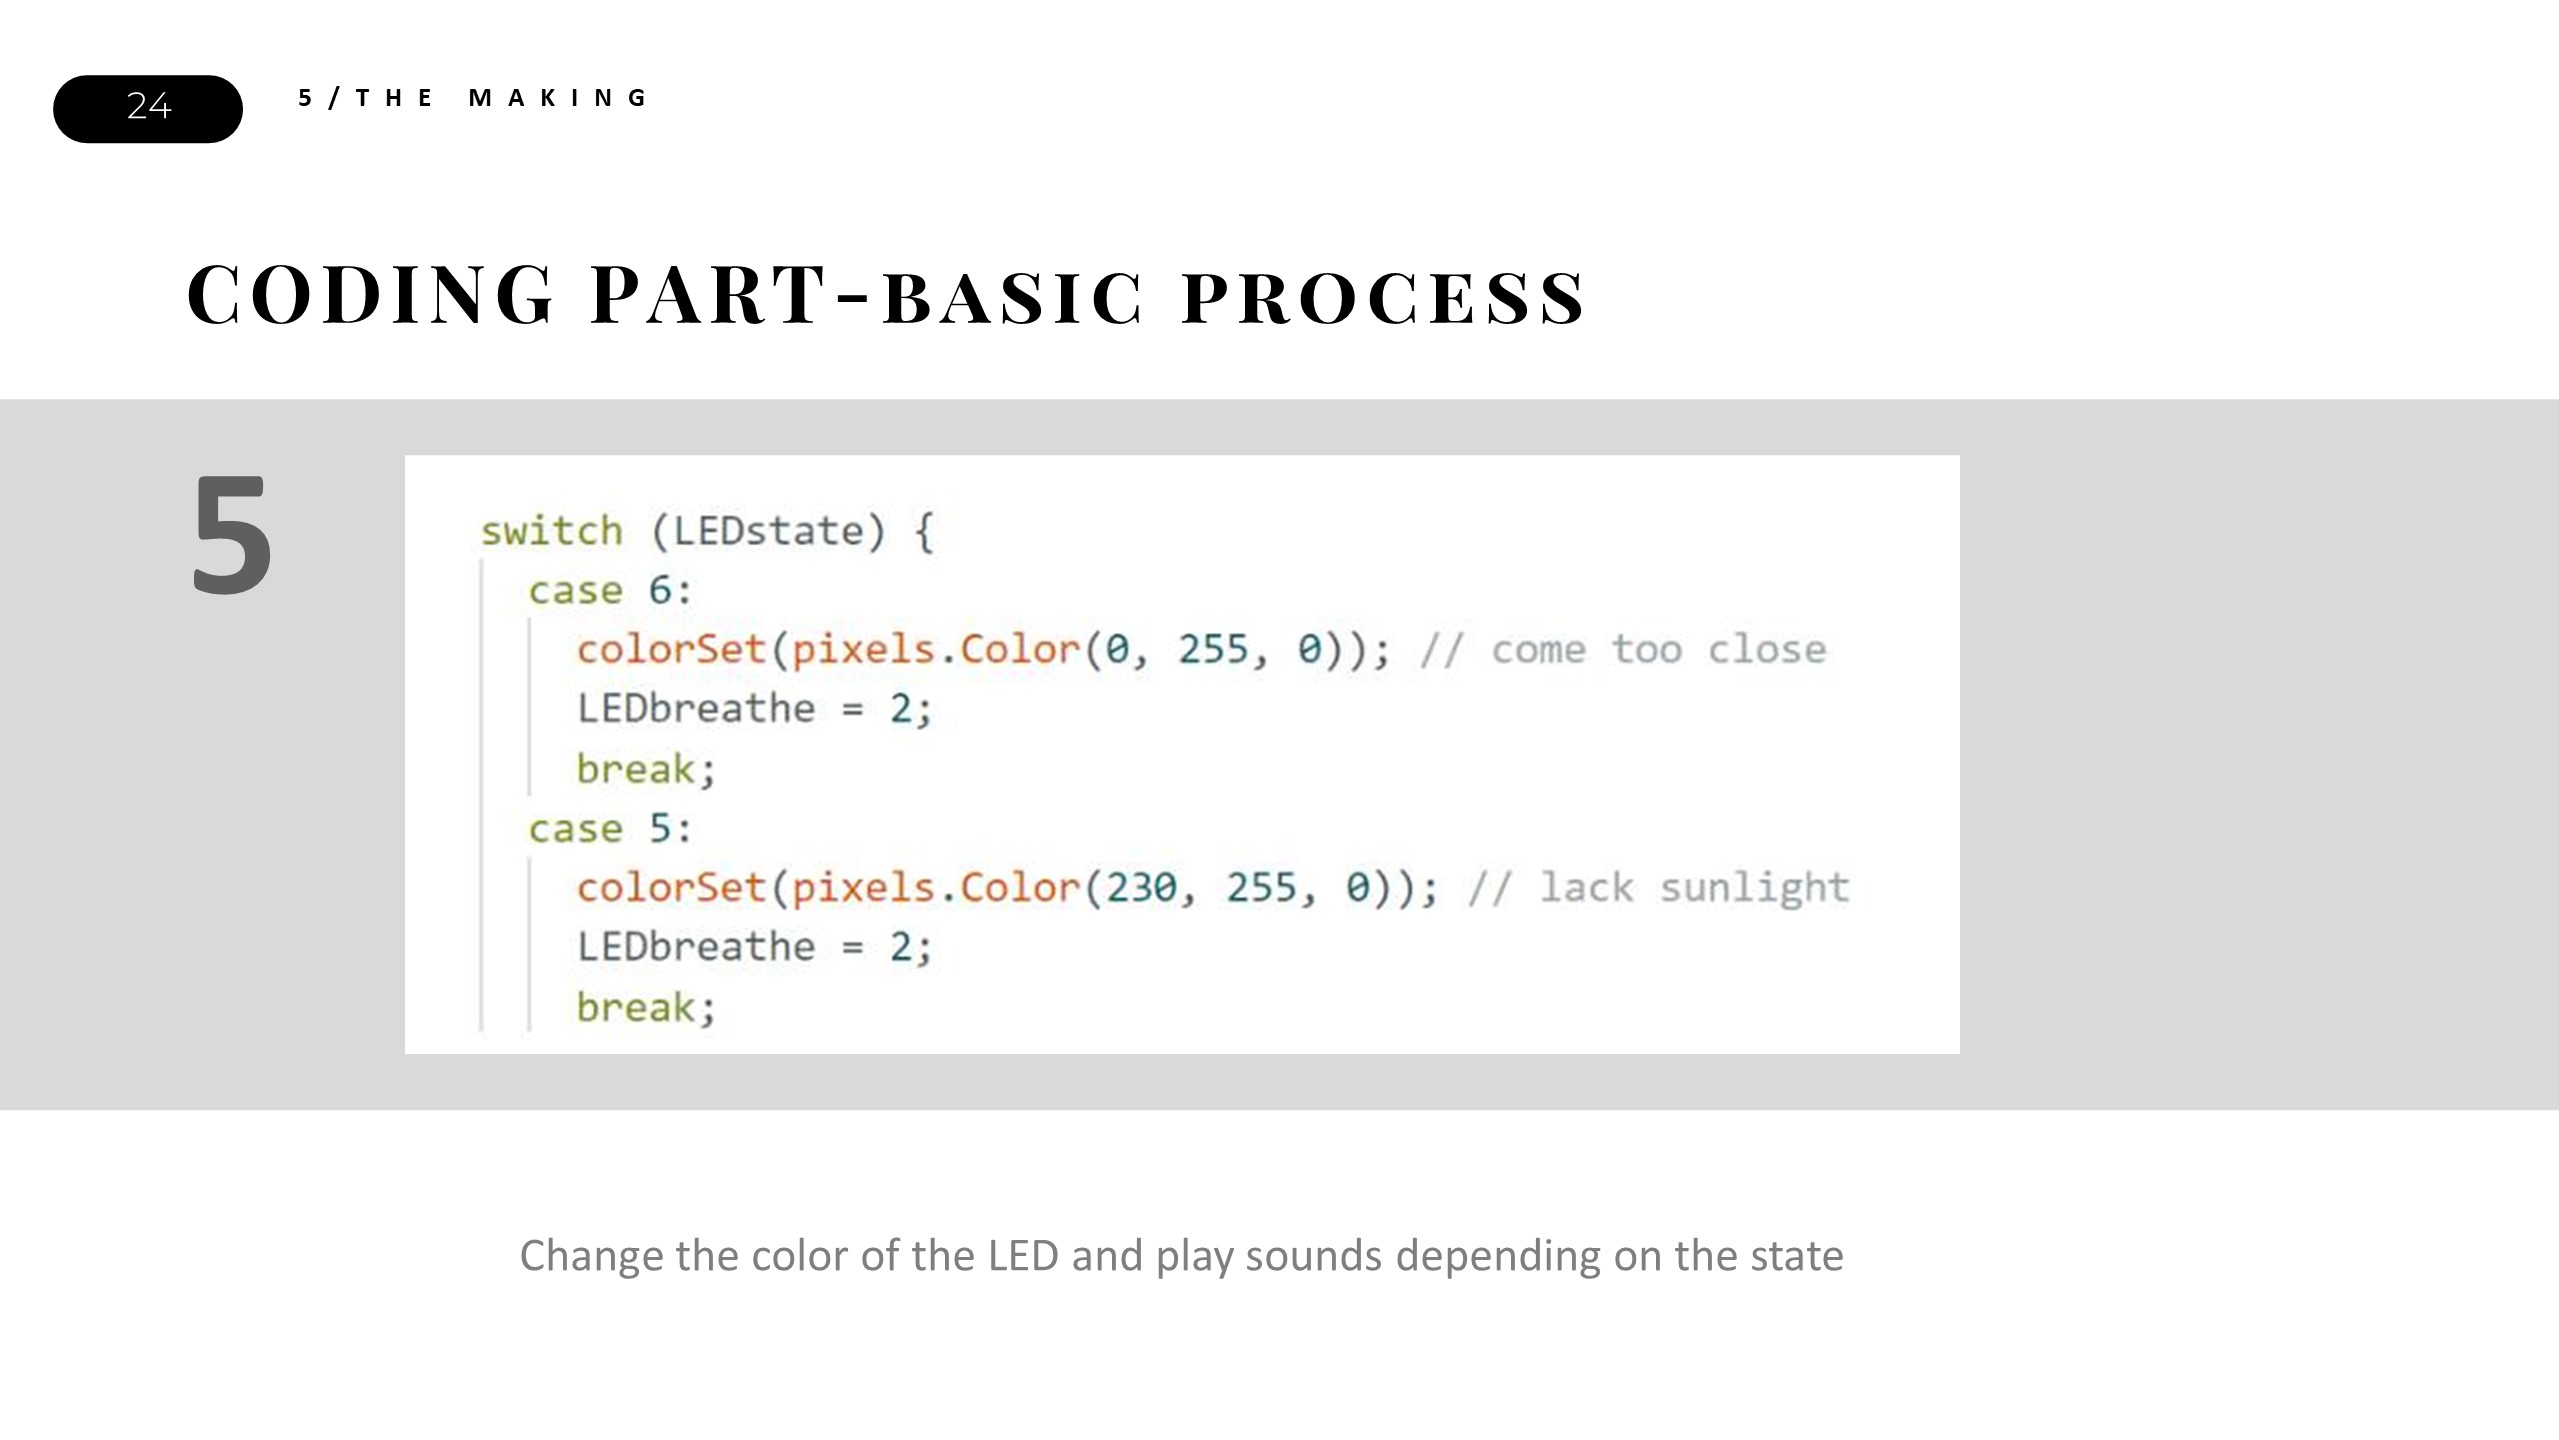 24
5/THE MAKING
CODING PART-BASIC PROCESS
5
switch (LEDstate) {
case 6:
colorSet(pixels.Color(0, 255, 0)); // come too close
LEDbreathe = 2;
break;
case 5:
colorSet(pixels.Color(230, 255, 0)); // lack sunlight
LEDbreathe = 2;
break;
Change the color of the LED and play sounds depending on the state